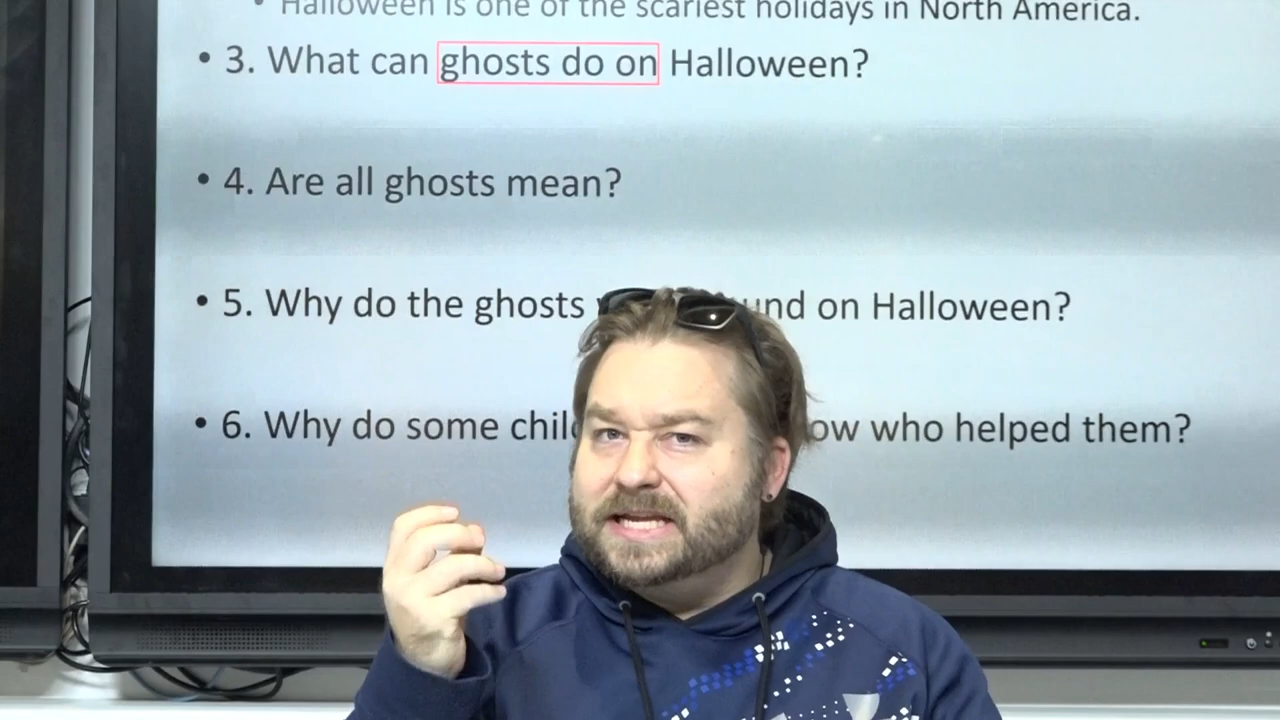 • Halloween is one of the scariest holidays in North America.
• 3. What can ghosts do on Halloween?
• 4. Are all ghosts mean?
• 5. Why do the ghosts und on Halloween?
• 6. Why do some chil ow who helped them?